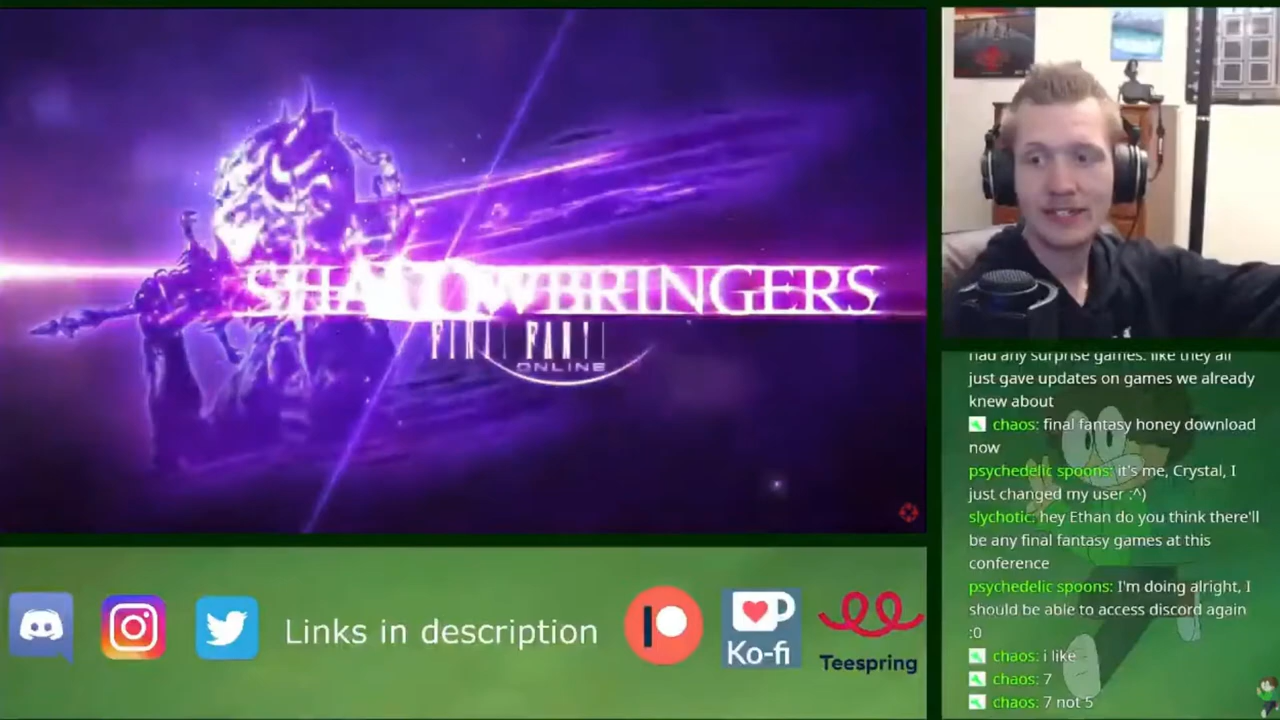 SHADOWBRINGERS
FINAL FANTASY
ONLINE
Links in description
Ko-fi
Teespring
had any surprise games. like they all
just gave updates on games we already
knew about
chaos: final fantasy honey download
now
psychedelic spoons: it's me, Crystal, I
just changed my user :^)
slychotic: hey Ethan do you think there'll
be any final fantasy games at this
conference
psychedelic spoons: I'm doing alright, I
should be able to access discord again
:0
chaos: i like
chaos: 7
chaos: 7 not 5